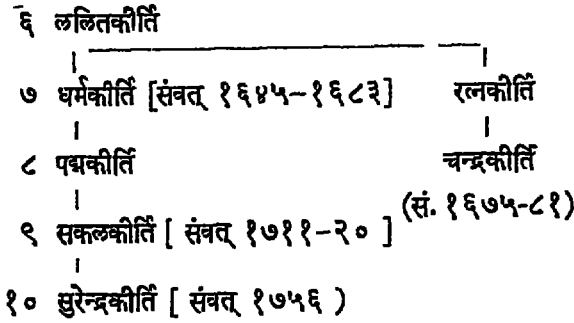 ६ ललितकीर्ति
७ धर्मकीर्ति [संवत् १६४५-१६८३] रत्नकीर्ति
८ पद्मकीर्ति चन्द्रकीर्ति
(सं. १६७५-८१)
९ सकलकीर्ति [ संवत् १७११-२० ]
१० सुरेन्द्रकीर्ति [ संवत् १७५६ )